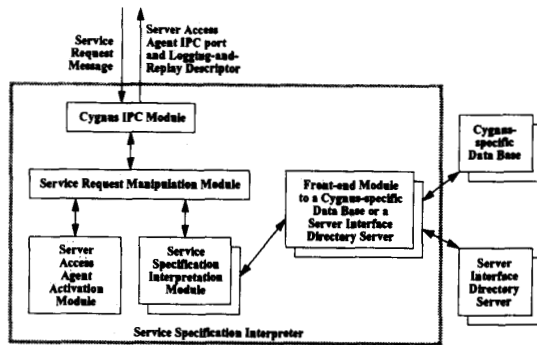 Service
Request
Message
Server Access
Agent IPC port
and Logging-and-
Replay Descriptor
Cygnus IPC Module
Service Request Manipulation Module
Server
Access
Agent
Activation
Module
Service
Specification
Interpretation
Module
Front-end Module
to a Cygnus-specific
Data Base or a
Server Interface
Directory Server
Cygnus-
specific
Data Base
Server
Interface
Directory
Server
Service Specification Interpreter